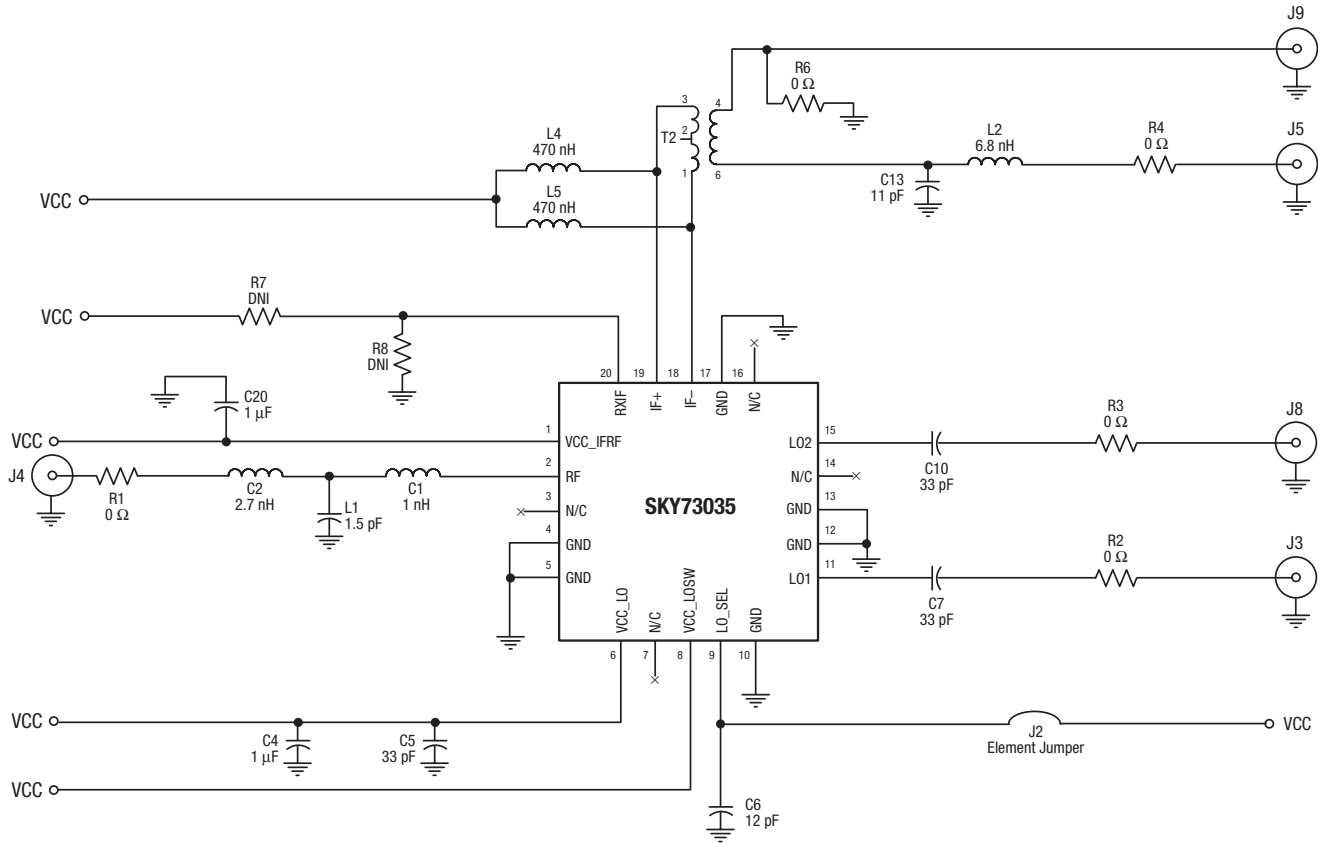 J9
R6
0 Ω
3
4
T2
2
1
6
L4
470 nH
L2
6.8 nH
R4
0 Ω
J5
C13
11 pF
VCC
L5
470 nH
R7
DNI
VCC
R8
DNI
20
19
18
17
16
RXIF
IF+
IF–
GND
N/C
C20
1 µF
VCC
1
VCC_IFRF
J4
R1
0 Ω
C2
2.7 nH
L1
1.5 pF
C1
1 nH
2
RF
3
N/C
4
GND
5
GND
SKY73035
LO2
15
N/C
14
GND
13
GND
12
LO1
11
C10
33 pF
R3
0 Ω
J8
C7
33 pF
R2
0 Ω
J3
VCC_LO
N/C
VCC_LOSW
LO_SEL
GND
6
7
8
9
10
VCC
C4
1 µF
C5
33 pF
J2
Element Jumper
VCC
VCC
C6
12 pF